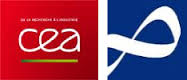 DE LA RECHERCHE À L'INDUSTRIE
cea